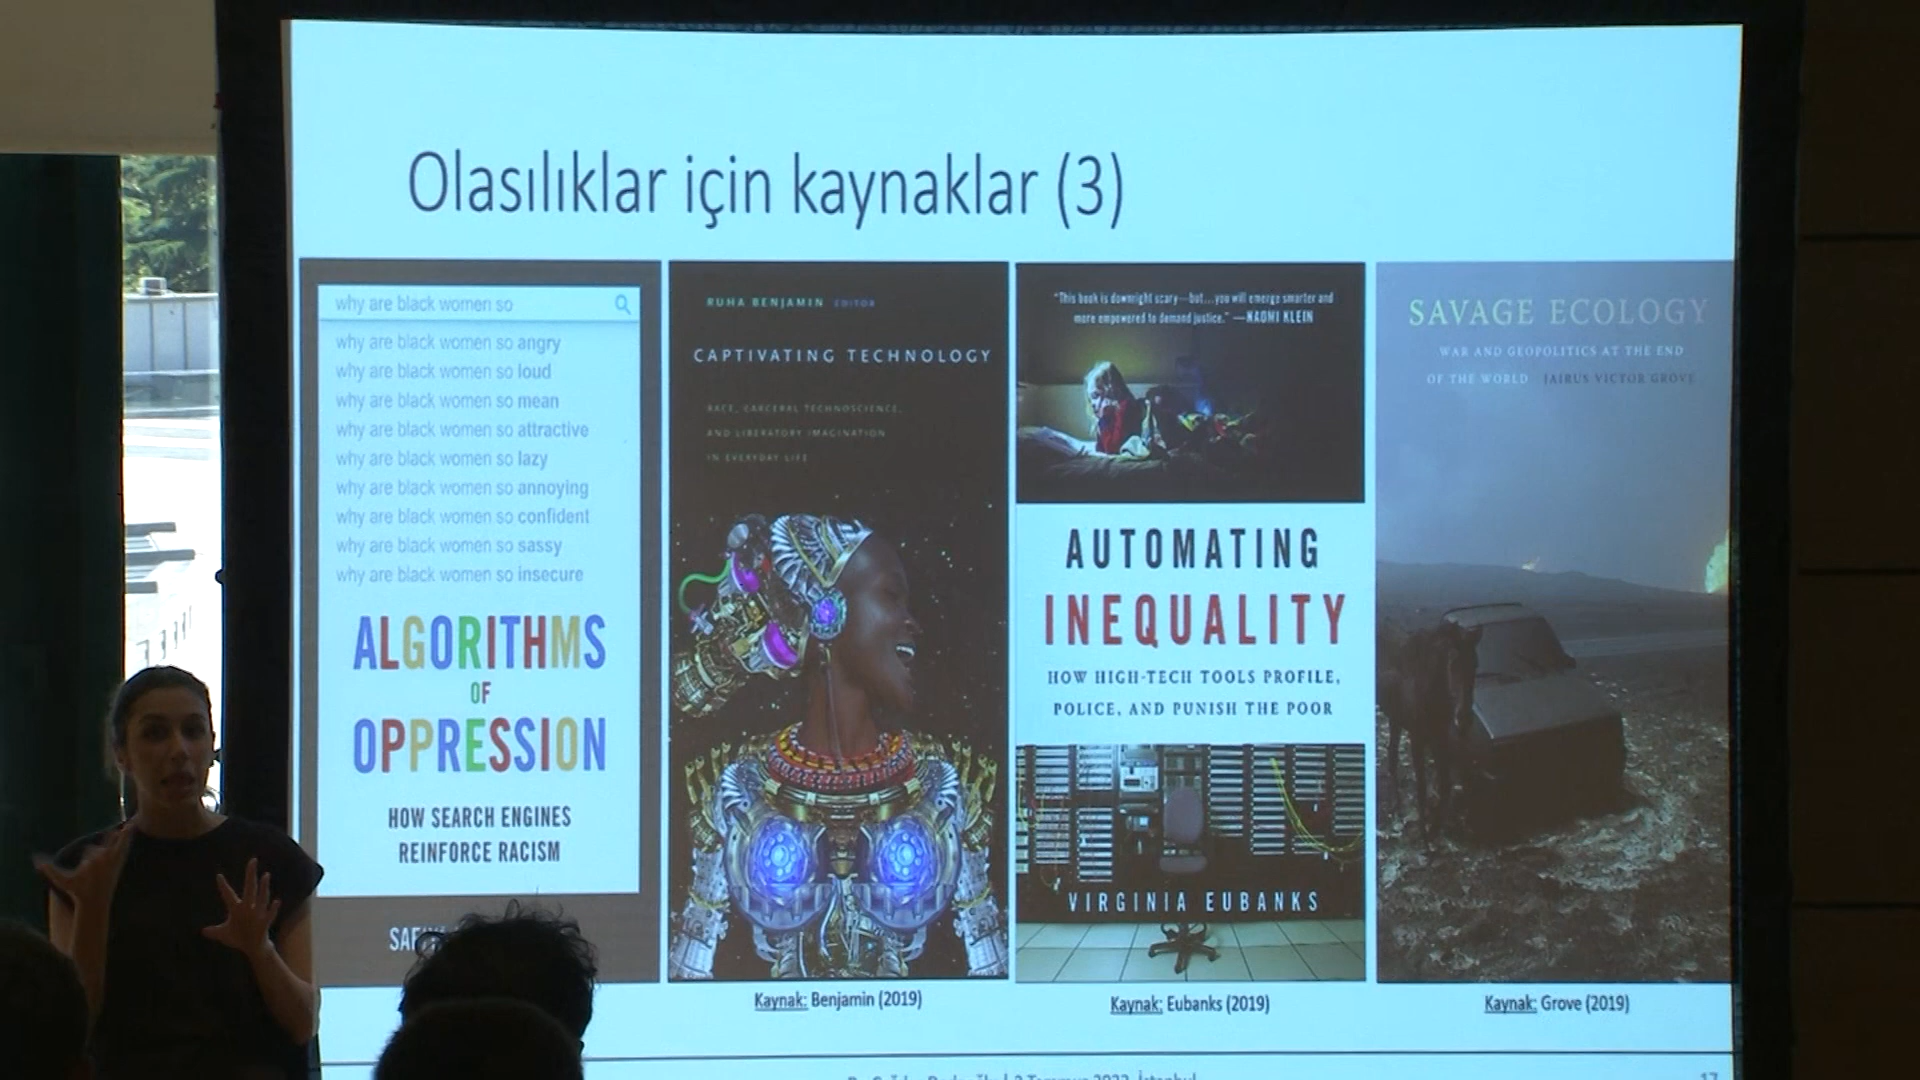 Olasılıklar için kaynaklar (3)
why are black women so
why are black women so angry
why are black women so loud
why are black women so mean
why are black women so attractive
why are black women so lazy
why are black women so annoying
why are black women so confident
why are black women so sassy
why are black women so insecure
ALGORITHMS
OF
OPPRESSION
HOW SEARCH ENGINES
REINFORCE RACISM
RUHA BENJAMIN EDITOR
CAPTIVATING TECHNOLOGY
RACE, CARCERAL TECHNOSCIENCE,
AND LIBERATORY IMAGINATION
IN EVERYDAY LIFE
Kaynak: Benjamin (2019)
"This book is downright scary—but...you will emerge smarter and
more empowered to demand justice." —NAOMI KLEIN
AUTOMATING
INEQUALITY
HOW HIGH-TECH TOOLS PROFILE,
POLICE, AND PUNISH THE POOR
VIRGINIA EUBANKS
Kaynak: Eubanks (2019)
SAVAGE ECOLOGY
WAR AND GEOPOLITICS AT THE END
OF THE WORLD JAIRUS VICTOR GROVE
Kaynak: Grove (2019)
17